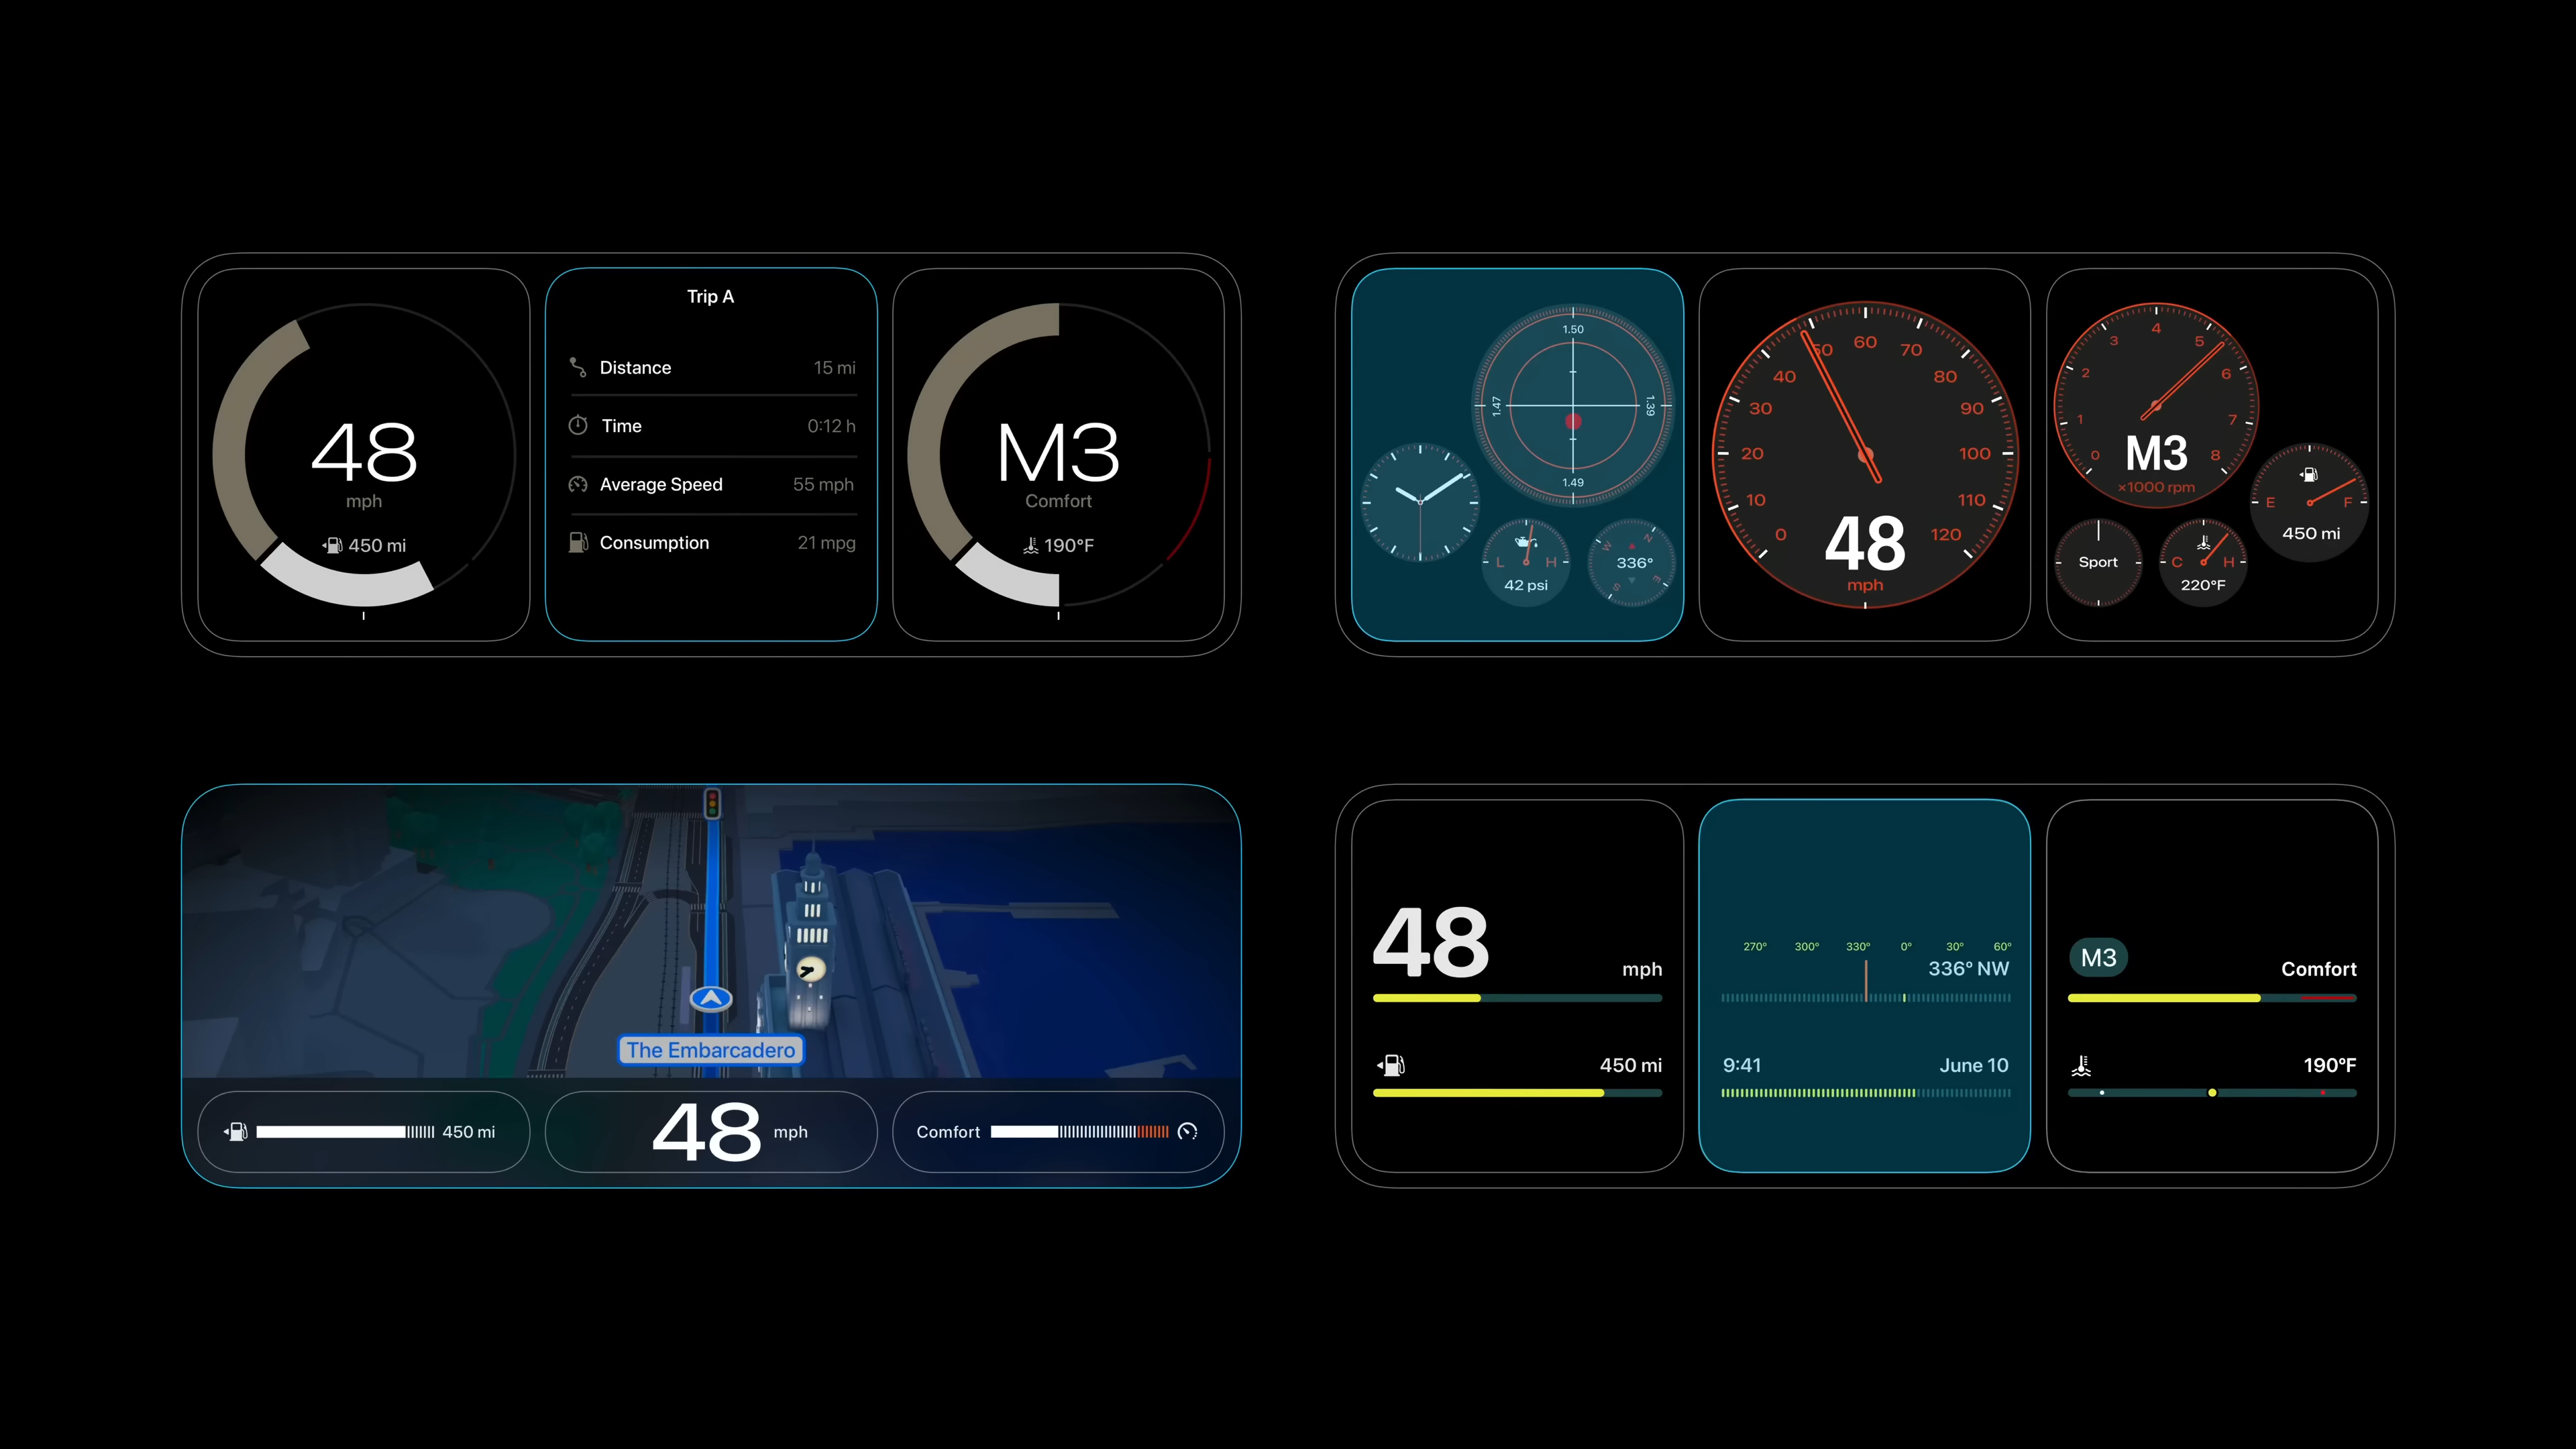 48
mph
450 mi
Trip A
Distance 15 mi
Time 0:12 h
Average Speed 55 mph
Consumption 21 mpg
M3
Comfort
190°F
1.50
1.47
1.39
1.49
L H
42 psi
N
W
336°
E
S
0
10
20
30
40
50
60
70
80
90
100
110
120
48
mph
0
1
2
3
4
5
6
7
8
M3
×1000 rpm
E F
450 mi
Sport
C H
220°F
The Embarcadero
450 mi
48 mph
Comfort
48 mph
450 mi
270° 300° 330° 0° 30° 60°
336° NW
9:41 June 10
M3 Comfort
190°F